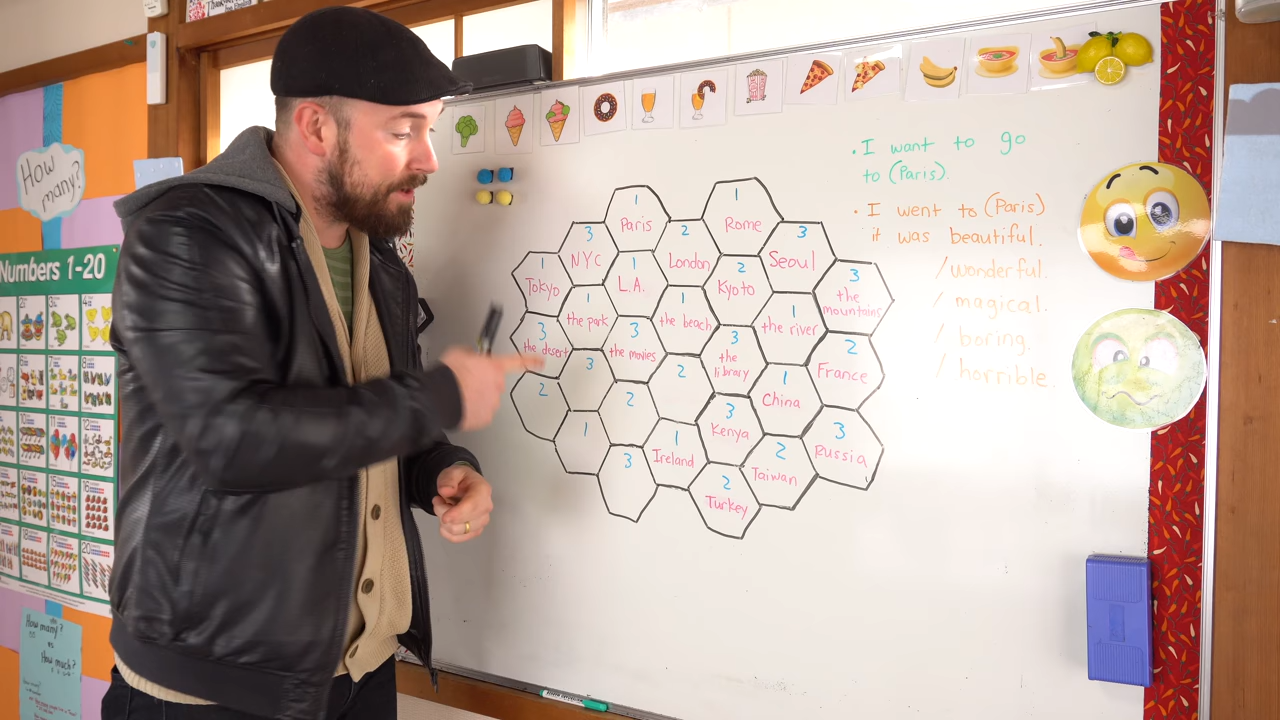 How
many?
Numbers 1-20
How many?
vs
How much?
1
Paris
1
Rome
3
NYC
2
London
3
Seoul
1
Tokyo
1
L.A.
2
Kyoto
3
the
mountains
1
the park
1
the beach
1
the river
3
the desert
3
the movies
3
the
library
2
France
3
2
1
China
2
2
3
Kenya
3
Russia
1
1
Ireland
2
Taiwan
3
2
Turkey
• I want to go
to (Paris).
• I went to (Paris)
it was beautiful.
/ wonderful.
/ magical.
/ boring.
/ horrible.